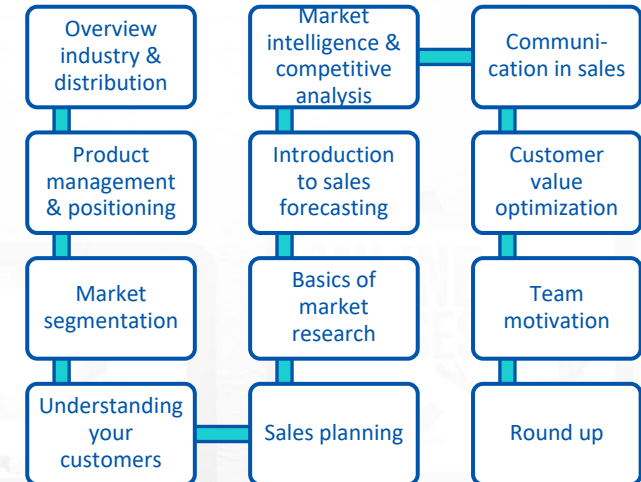 Overview
industry &
distribution
Product
management
& positioning
Market
segmentation
Understanding
your
customers
Sales planning
Basics of
market
research
Introduction
to sales
forecasting
Market
intelligence &
competitive
analysis
Communi-
cation in sales
Customer
value
optimization
Team
motivation
Round up